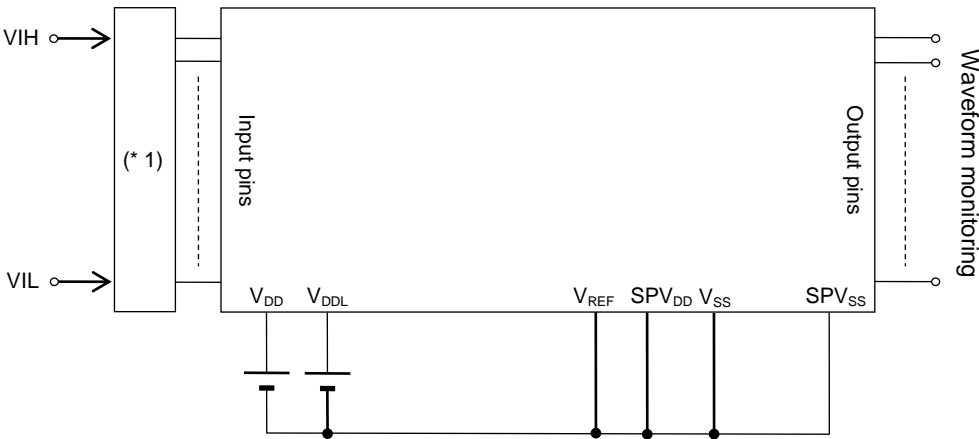 VIH
VIL
(* 1)
Input pins
Output pins
Waveform monitoring
VDD
VDDL
VREF
SPVDD
VSS
SPVSS